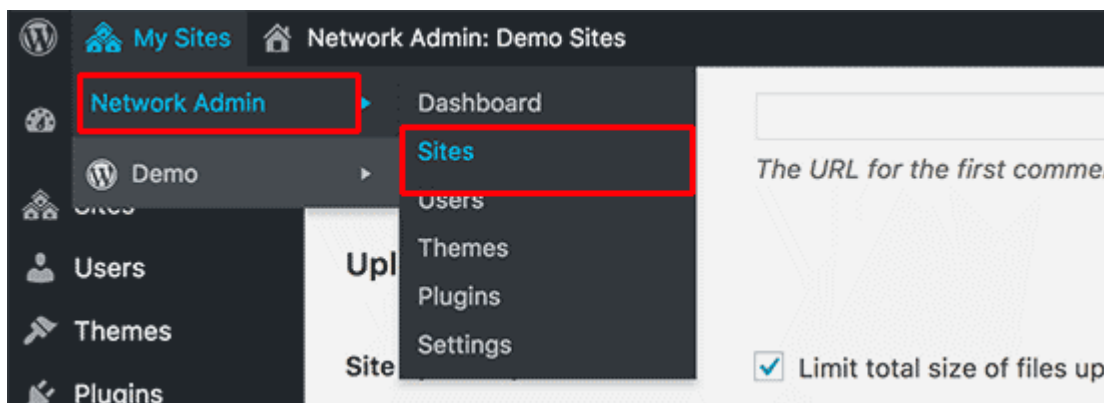 My Sites Network Admin: Demo Sites
Network Admin
Dashboard
Sites
The URL for the first
Demo
Users
Sites
Themes
Users
Upl
Plugins
Themes
Settings
Limit total size of files up
Site
Plugins